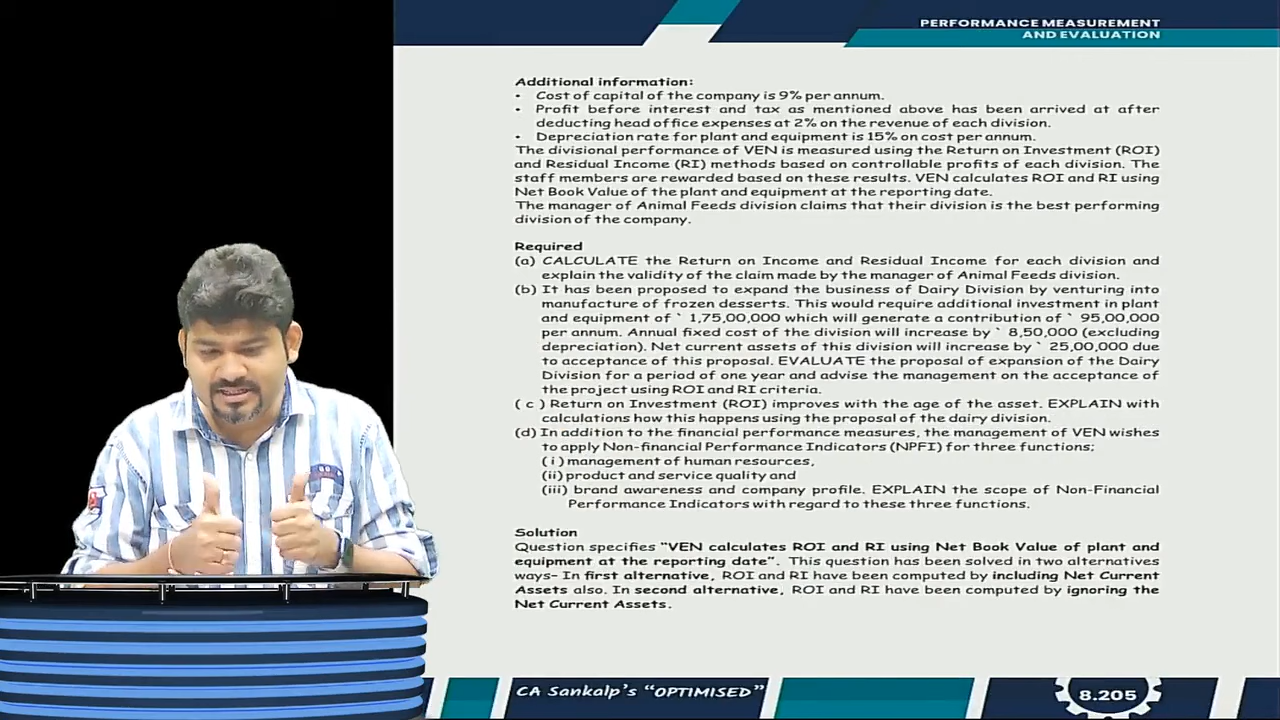 PERFORMANCE MEASUREMENT
AND EVALUATION
Additional information:
• Cost of capital of the company is 9% per annum.
• Profit before interest and tax as mentioned above has been arrived at after
deducting head office expenses at 2% on the revenue of each division.
• Depreciation rate for plant and equipment is 15% on cost per annum.
The divisional performance of VEN is measured using the Return on Investment (ROI)
and Residual Income (RI) methods based on controllable profits of each division. The
staff members are rewarded based on these results. VEN calculates ROI and RI using
Net Book Value of the plant and equipment at the reporting date.
The manager of Animal Feeds division claims that their division is the best performing
division of the company.
Required
(a) CALCULATE the Return on Income and Residual Income for each division and
explain the validity of the claim made by the manager of Animal Feeds division.
(b) It has been proposed to expand the business of Dairy Division by venturing into
manufacture of frozen desserts. This would require additional investment in plant
and equipment of ` 1,75,00,000 which will generate a contribution of ` 95,00,000
per annum. Annual fixed cost of the division will increase by ` 8,50,000 (excluding
depreciation). Net current assets of this division will increase by ` 25,00,000 due
to acceptance of this proposal. EVALUATE the proposal of expansion of the Dairy
Division for a period of one year and advise the management on the acceptance of
the project using ROI and RI criteria.
( c ) Return on Investment (ROI) improves with the age of the asset. EXPLAIN with
calculations how this happens using the proposal of the dairy division.
(d) In addition to the financial performance measures, the management of VEN wishes
to apply Non-financial Performance Indicators (NPFI) for three functions;
( i ) management of human resources,
(ii) product and service quality and
(iii) brand awareness and company profile. EXPLAIN the scope of Non-Financial
Performance Indicators with regard to these three functions.
Solution
Question specifies "VEN calculates ROI and RI using Net Book Value of plant and
equipment at the reporting date". This question has been solved in two alternatives
ways- In first alternative, ROI and RI have been computed by including Net Current
Assets also. In second alternative, ROI and RI have been computed by ignoring the
Net Current Assets.
CA Sankalp's "OPTIMISED"
8.205